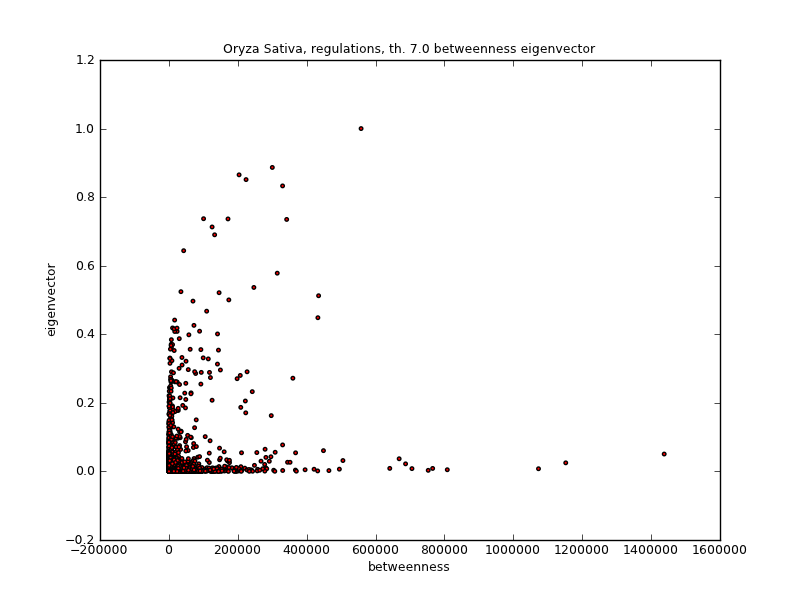 Oryza Sativa, regulations, th. 7.0 betweenness eigenvector
1.2
1.0
0.8
0.6
0.4
0.2
0.0
−0.2
eigenvector
−200000 0 200000 400000 600000 800000 1000000 1200000 1400000 1600000
betweenness